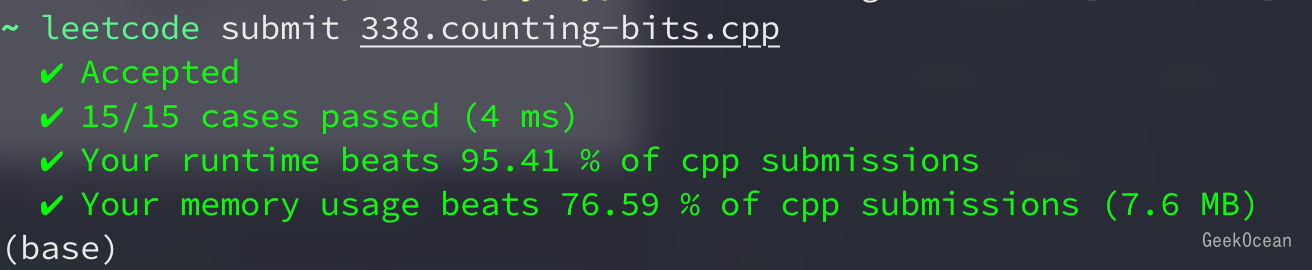 ~ leetcode submit 338.counting-bits.cpp
✔ Accepted
✔ 15/15 cases passed (4 ms)
✔ Your runtime beats 95.41 % of cpp submissions
✔ Your memory usage beats 76.59 % of cpp submissions (7.6 MB)
(base)
GeekOcean